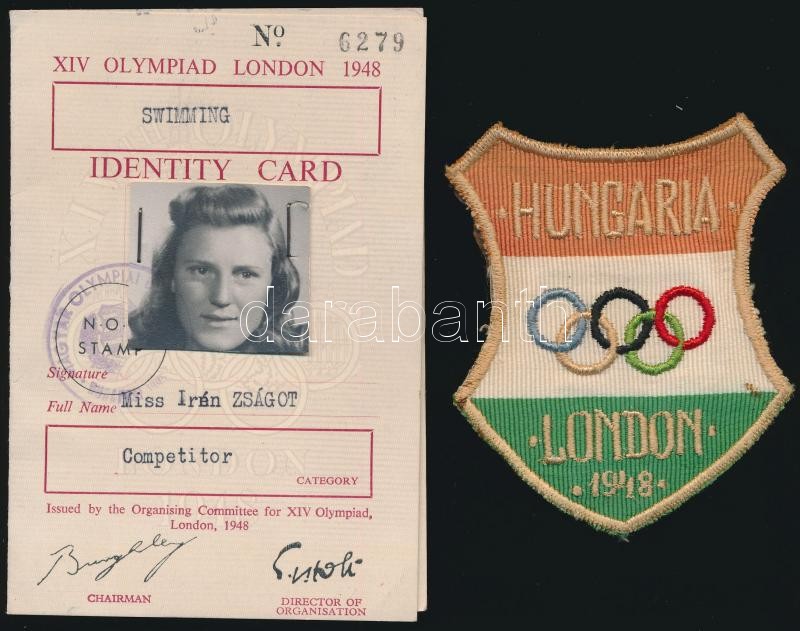 Nº 6279
XIV OLYMPIAD LONDON 1948
SWIMMING
IDENTITY CARD
N.O.
STAMP
Signature
Full Name Miss Irén ZSÁGOT
Competitor
CATEGORY
Issued by the Organising Committee for XIV Olympiad,
London, 1948
Burghley
CHAIRMAN
DIRECTOR OF
ORGANISATION
·HUNGARIA·
·LONDON·
·1948·
darabanth